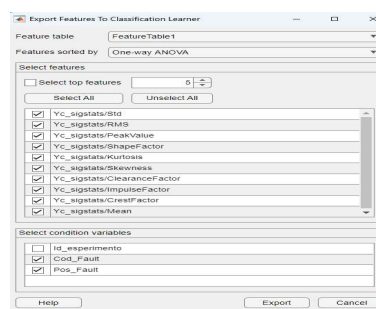 Export Features To Classification Learner
Feature table FeatureTable1
Features sorted by One-way ANOVA
Select features
Select top features 5
Select All Unselect All
Yc_sigstats/Std
Yc_sigstats/RMS
Yc_sigstats/PeakValue
Yc_sigstats/ShapeFactor
Yc_sigstats/Kurtosis
Yc_sigstats/Skewness
Yc_sigstats/ClearanceFactor
Yc_sigstats/ImpulseFactor
Yc_sigstats/CrestFactor
Yc_sigstats/Mean
Select condition variables
Id_esperimento
Cod_Fault
Pos_Fault
Help Export Cancel